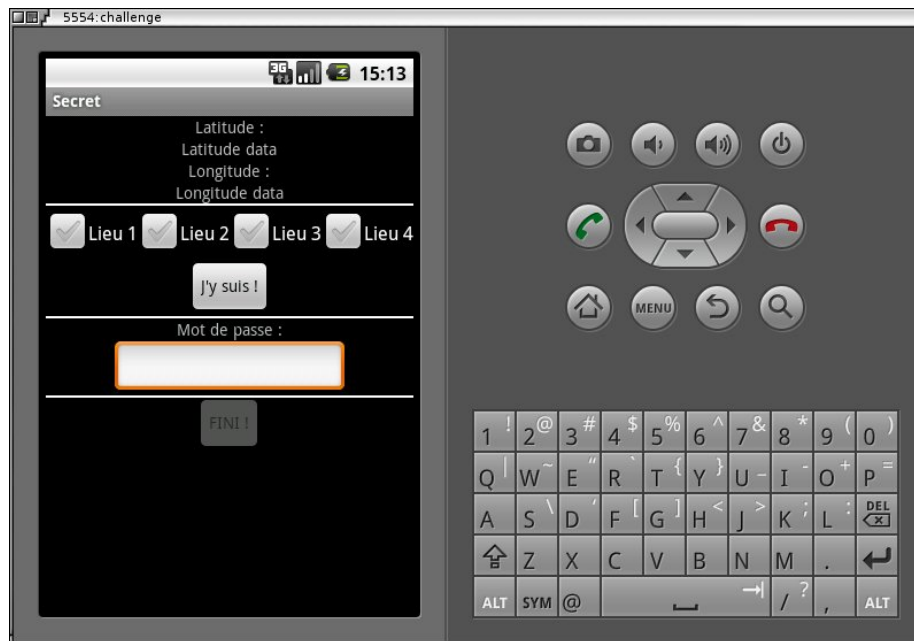 5554:challenge
3G 15:13
Secret
Latitude :
Latitude data
Longitude :
Longitude data
Lieu 1 Lieu 2 Lieu 3 Lieu 4
J'y suis !
Mot de passe :
FINI !
MENU
1 ! 2 @ 3 # 4 $ 5 % 6 ^ 7 & 8 * 9 ( 0 )
Q | W ~ E " R ` T { Y } U _ I - O + P =
A S \ D ' F [ G ] H < J > K ; L : DEL
Z X C V B N M .
ALT SYM @ / ? , ALT